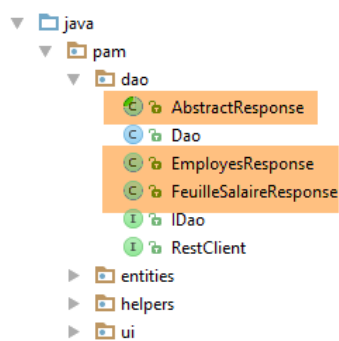 java
pam
dao
C AbstractResponse
C Dao
C EmployesResponse
C FeuilleSalaireResponse
I IDao
I RestClient
entities
helpers
ui